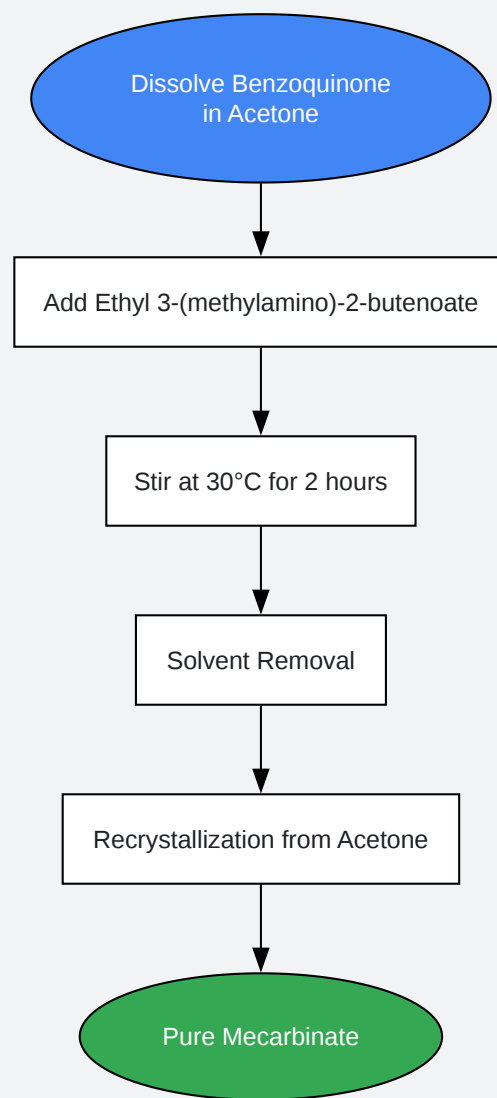 Dissolve Benzoquinone
in Acetone
Add Ethyl 3-(methylamino)-2-butenoate
Stir at 30°C for 2 hours
Solvent Removal
Recrystallization from Acetone
Pure Mecarbinate